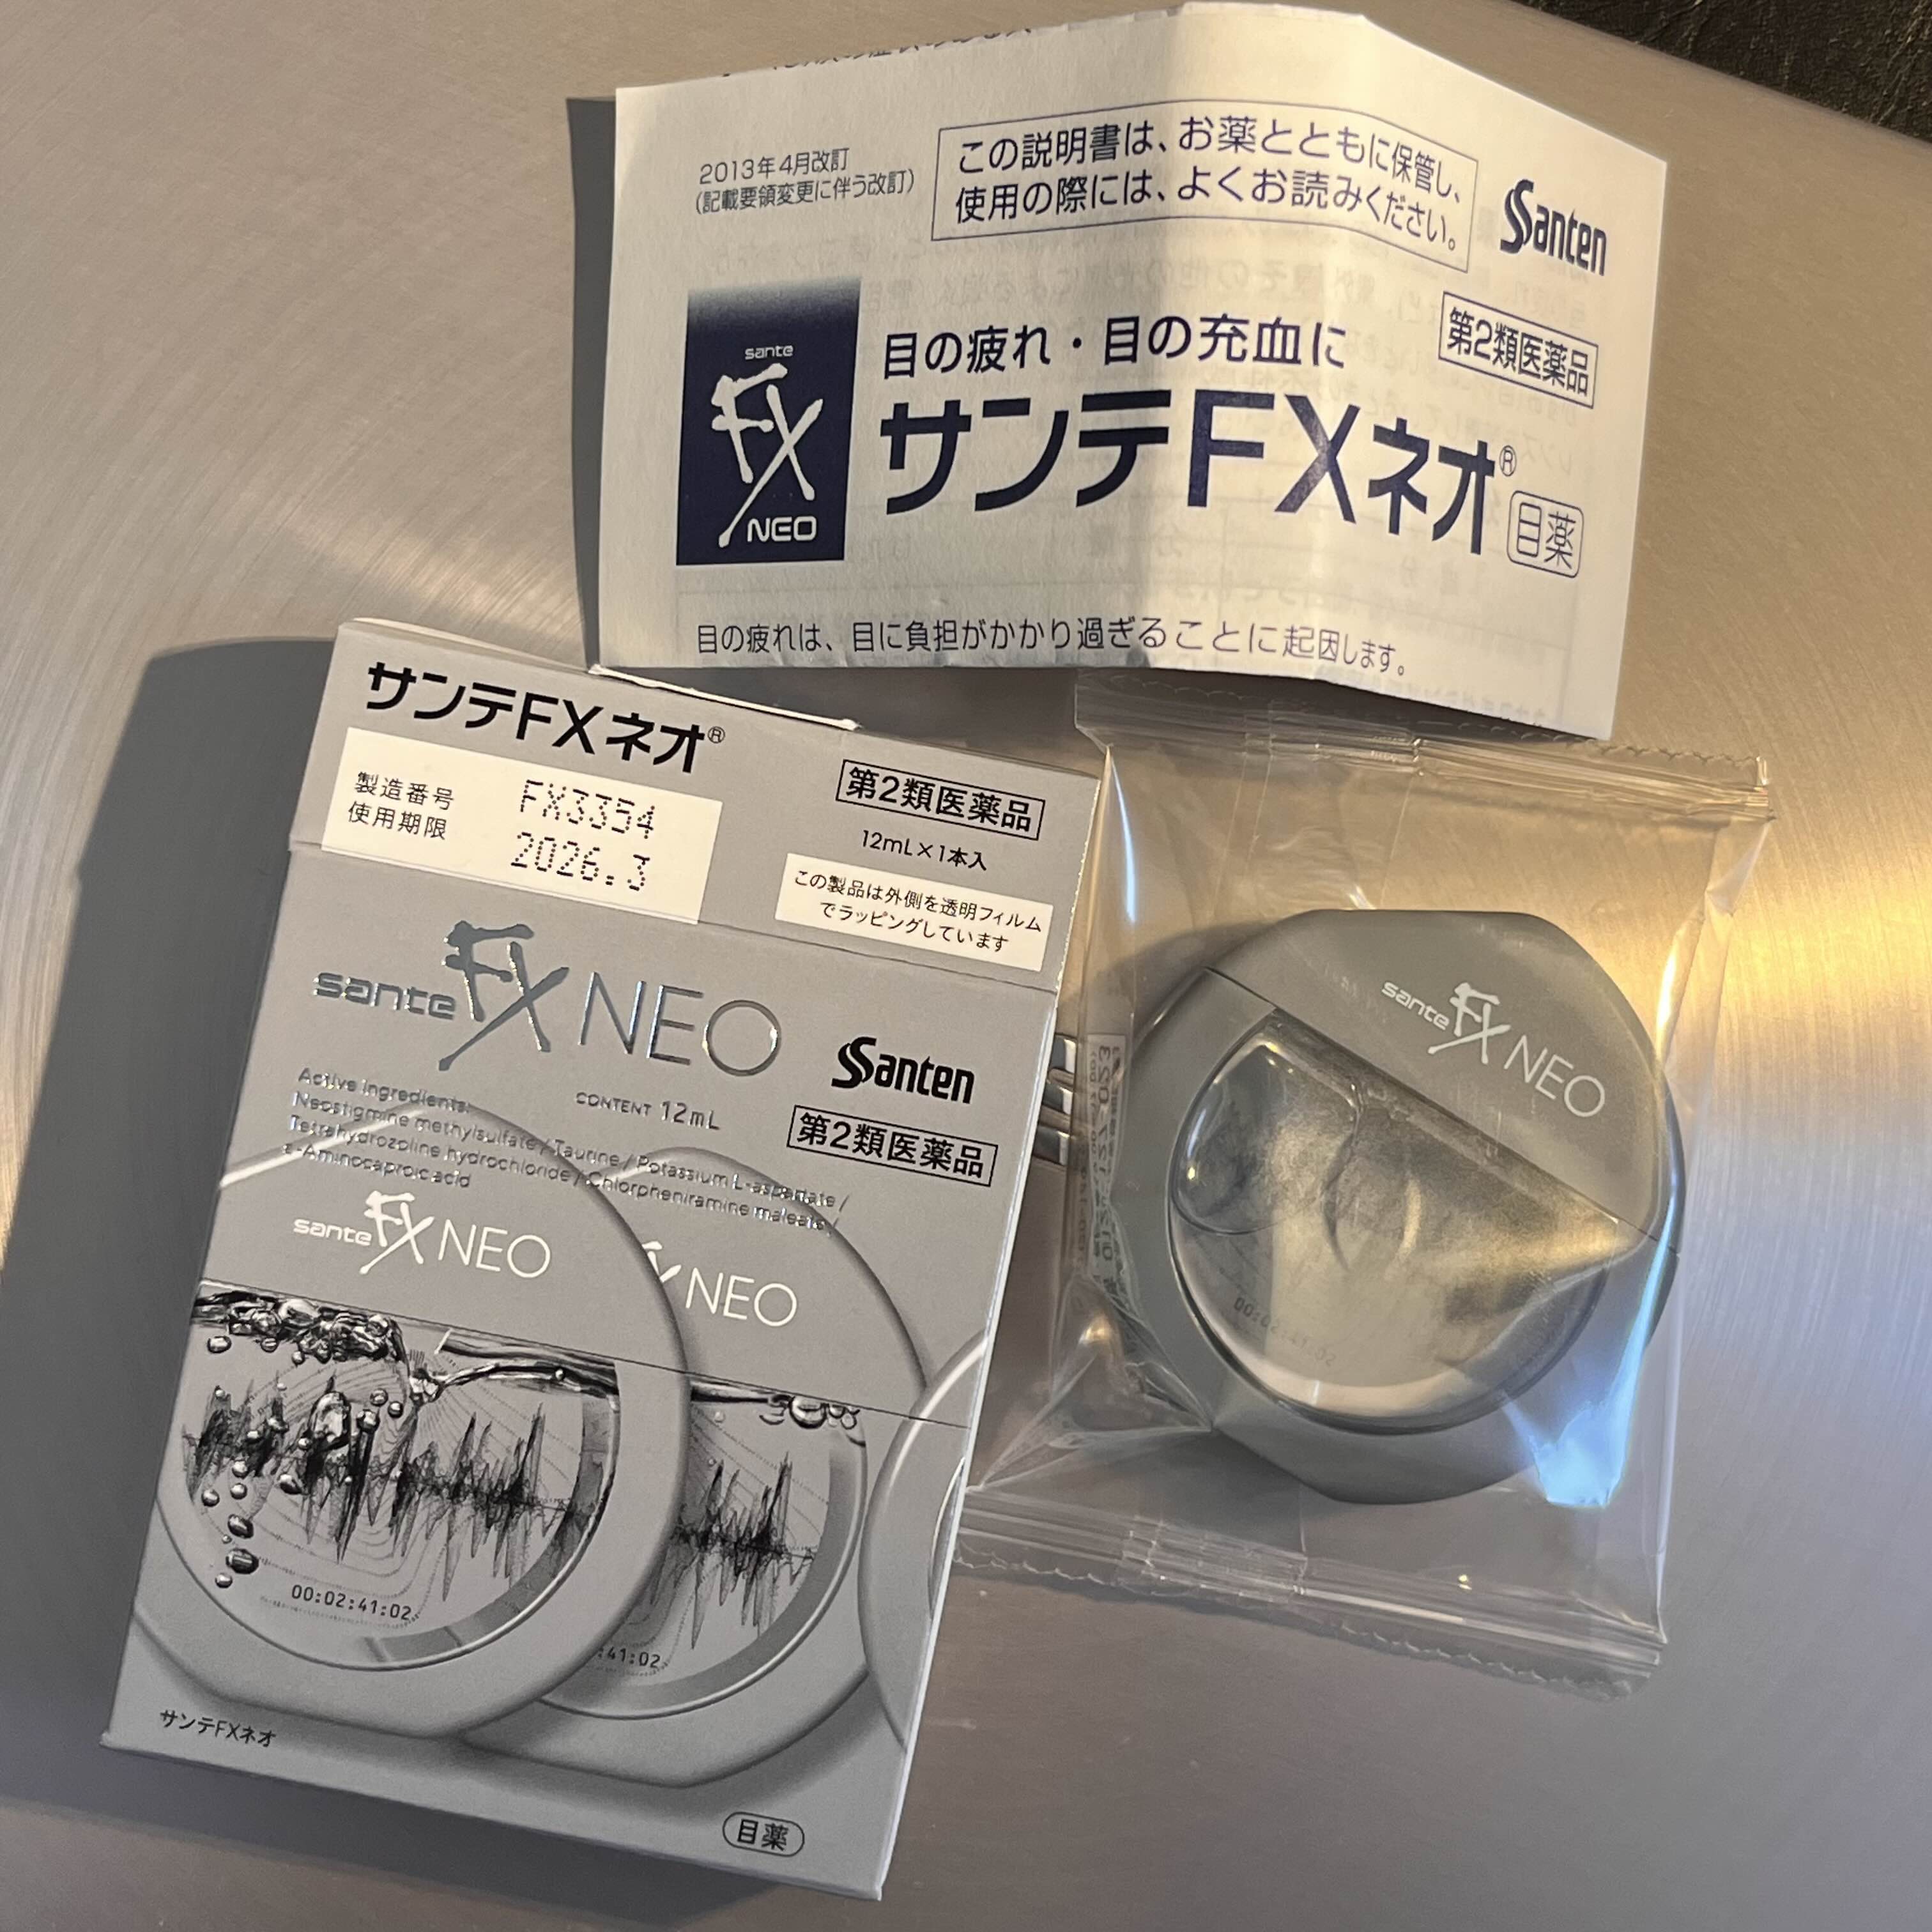 2013年4月改訂
(記載要領変更に伴う改訂)
この説明書は、お薬とともに保管し、
使用の際には、よくお読みください。
Santen
目の疲れ・目の充血に
第2類医薬品
sante
FX
NEO
サンテFXネオ®
目薬
目の疲れは、目に負担がかかり過ぎることに起因します。
サンテFXネオ®
製造番号 FX3354
使用期限 2026.3
第2類医薬品
12mL×1本入
この製品は外側を透明フィルム
でラッピングしています
sante FX NEO
Santen
CONTENT 12mL
第2類医薬品
Active ingredients:
Neostigmine methylsulfate / Taurine / Potassium L-aspartate /
Tetrahydrozoline hydrochloride / Chlorpheniramine maleate /
ε-Aminocaproic acid
sante FX NEO
NEO
00:02:41:02
:41:02
サンテFXネオ
目薬
sante FX NEO
00:02:41:02